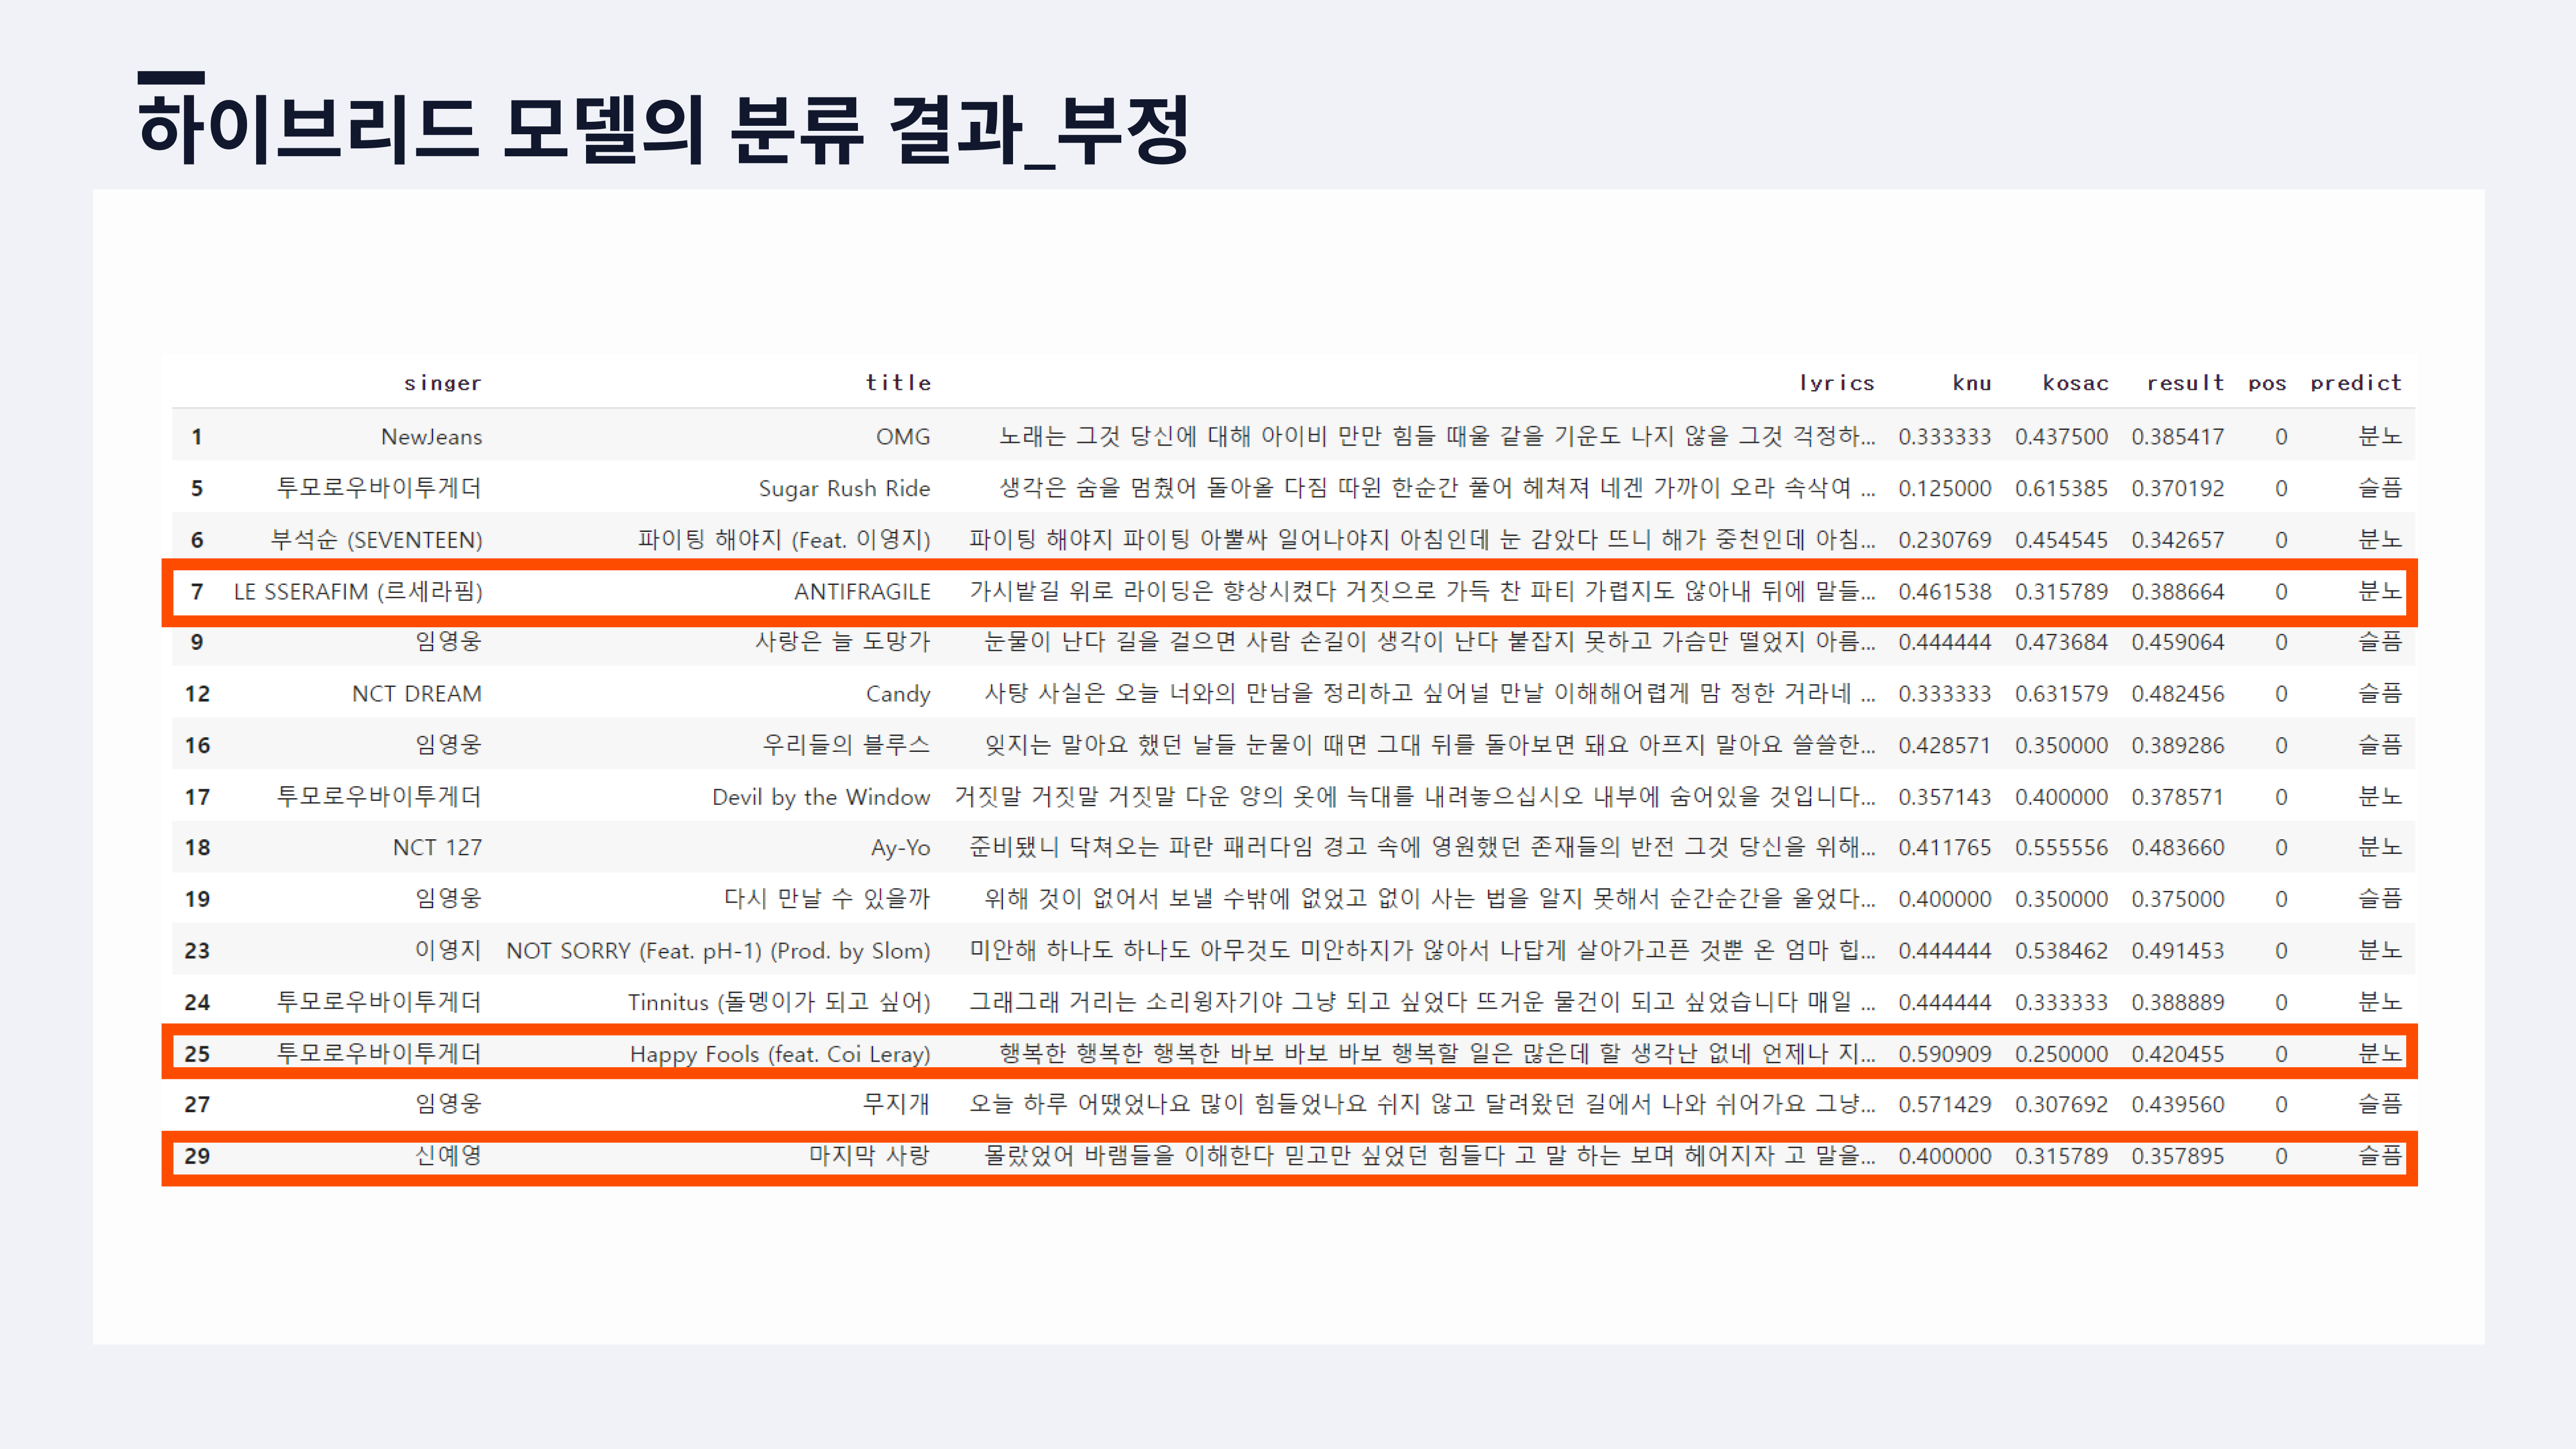 하이브리드 모델의 분류 결과_부정
singer title lyrics knu kosac result pos predict
1 NewJeans OMG 노래는 그것 당신에 대해 아이비 만만 힘들 때울 같을 기운도 나지 않을 그것 걱정하... 0.333333 0.437500 0.385417 0 분노
5 투모로우바이투게더 Sugar Rush Ride 생각은 숨을 멈췄어 돌아올 다짐 따윈 한순간 풀어 헤쳐져 네겐 가까이 오라 속삭여 ... 0.125000 0.615385 0.370192 0 슬픔
6 부석순 (SEVENTEEN) 파이팅 해야지 (Feat. 이영지) 파이팅 해야지 파이팅 아뿔싸 일어나야지 아침인데 눈 감았다 뜨니 해가 중천인데 아침... 0.230769 0.454545 0.342657 0 분노
7 LE SSERAFIM (르세라핌) ANTIFRAGILE 가시밭길 위로 라이딩은 향상시켰다 거짓으로 가득 찬 파티 가렵지도 않아내 뒤에 말들... 0.461538 0.315789 0.388664 0 분노
9 임영웅 사랑은 늘 도망가 눈물이 난다 길을 걸으면 사람 손길이 생각이 난다 붙잡지 못하고 가슴만 떨었지 아름... 0.444444 0.473684 0.459064 0 슬픔
12 NCT DREAM Candy 사탕 사실은 오늘 너와의 만남을 정리하고 싶어널 만날 이해해어렵게 맘 정한 거라네 ... 0.333333 0.631579 0.482456 0 슬픔
16 임영웅 우리들의 블루스 잊지는 말아요 했던 날들 눈물이 때면 그대 뒤를 돌아보면 돼요 아프지 말아요 쓸쓸한... 0.428571 0.350000 0.389286 0 슬픔
17 투모로우바이투게더 Devil by the Window 거짓말 거짓말 거짓말 다운 양의 옷에 늑대를 내려놓으십시오 내부에 숨어있을 것입니다... 0.357143 0.400000 0.378571 0 분노
18 NCT 127 Ay-Yo 준비됐니 닥쳐오는 파란 패러다임 경고 속에 영원했던 존재들의 반전 그것 당신을 위해... 0.411765 0.555556 0.483660 0 분노
19 임영웅 다시 만날 수 있을까 위해 것이 없어서 보낼 수밖에 없었고 없이 사는 법을 알지 못해서 순간순간을 울었다... 0.400000 0.350000 0.375000 0 슬픔
23 이영지 NOT SORRY (Feat. pH-1) (Prod. by Slom) 미안해 하나도 하나도 아무것도 미안하지가 않아서 나답게 살아가고픈 것뿐 온 엄마 힙... 0.444444 0.538462 0.491453 0 분노
24 투모로우바이투게더 Tinnitus (돌멩이가 되고 싶어) 그래그래 거리는 소리윙자기야 그냥 되고 싶었다 뜨거운 물건이 되고 싶었습니다 매일 ... 0.444444 0.333333 0.388889 0 분노
25 투모로우바이투게더 Happy Fools (feat. Coi Leray) 행복한 행복한 행복한 바보 바보 바보 행복할 일은 많은데 할 생각난 없네 언제나 지... 0.590909 0.250000 0.420455 0 분노
27 임영웅 무지개 오늘 하루 어땠었나요 많이 힘들었나요 쉬지 않고 달려왔던 길에서 나와 쉬어가요 그냥... 0.571429 0.307692 0.439560 0 슬픔
29 신예영 마지막 사랑 몰랐었어 바램들을 이해한다 믿고만 싶었던 힘들다 고 말 하는 보며 헤어지자 고 말을... 0.400000 0.315789 0.357895 0 슬픔